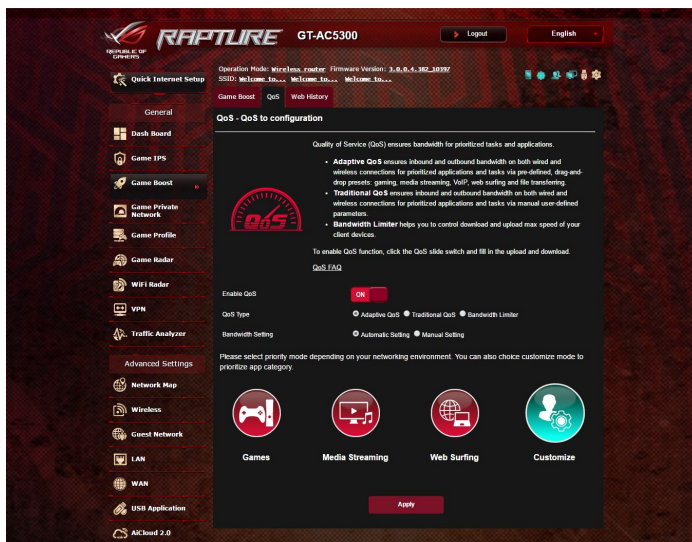 REPUBLIC OF
GAMERS
RAPTURE
GT-AC5300
Logout
English
Quick Internet Setup
General
Dash Board
Game IPS
Game Boost
Game Private
Network
Game Profile
Game Radar
WiFi Radar
VPN
Traffic Analyzer
Advanced Settings
Network Map
Wireless
Guest Network
LAN
WAN
USB Application
AiCloud 2.0
Operation Mode: Wireless router Firmware Version: 3.0.0.4.382_10397
SSID: Welcome to... Welcome to... Welcome to...
Game Boost QoS Web History
QoS - QoS to configuration
QoS
Quality of Service (QoS) ensures bandwidth for prioritized tasks and applications.
• Adaptive QoS ensures inbound and outbound bandwidth on both wired and
wireless connections for prioritized applications and tasks via pre-defined, drag-and-
drop presets: gaming, media streaming, VoIP, web surfing and file transferring.
• Traditional QoS ensures inbound and outbound bandwidth on both wired and
wireless connections for prioritized applications and tasks via manual user-defined
parameters.
• Bandwidth Limiter helps you to control download and upload max speed of your
client devices.
To enable QoS function, click the QoS slide switch and fill in the upload and download.
QoS FAQ
Enable QoS ON
QoS Type Adaptive QoS Traditional QoS Bandwidth Limiter
Bandwidth Setting Automatic Setting Manual Setting
Please select priority mode depending on your networking environment. You can also choice customize mode to
prioritize app category.
Games Media Streaming Web Surfing Customize
Apply